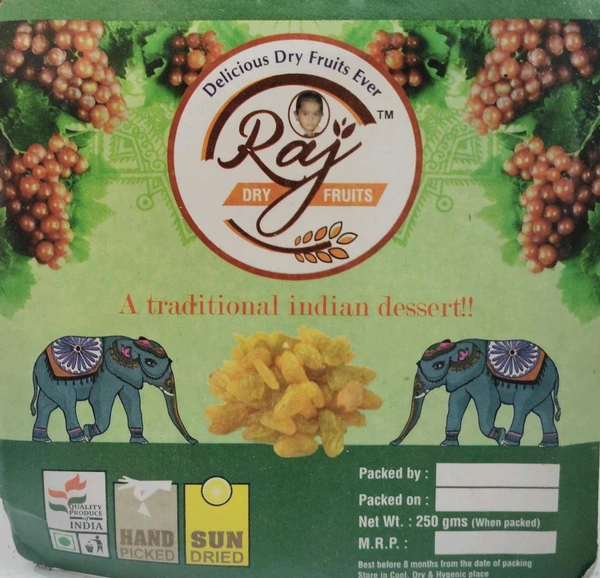 Delicious Dry Fruits Ever
Raj
TM
DRY FRUITS
A traditional indian dessert!!
QUALITY
PRODUCE
of
INDIA
HAND
PICKED
SUN
DRIED
Packed by :
Packed on :
Net Wt. : 250 gms (When packed)
M.R.P. :
Best before 8 months from the date of packing
Store in Cool, Dry & Hygenic place